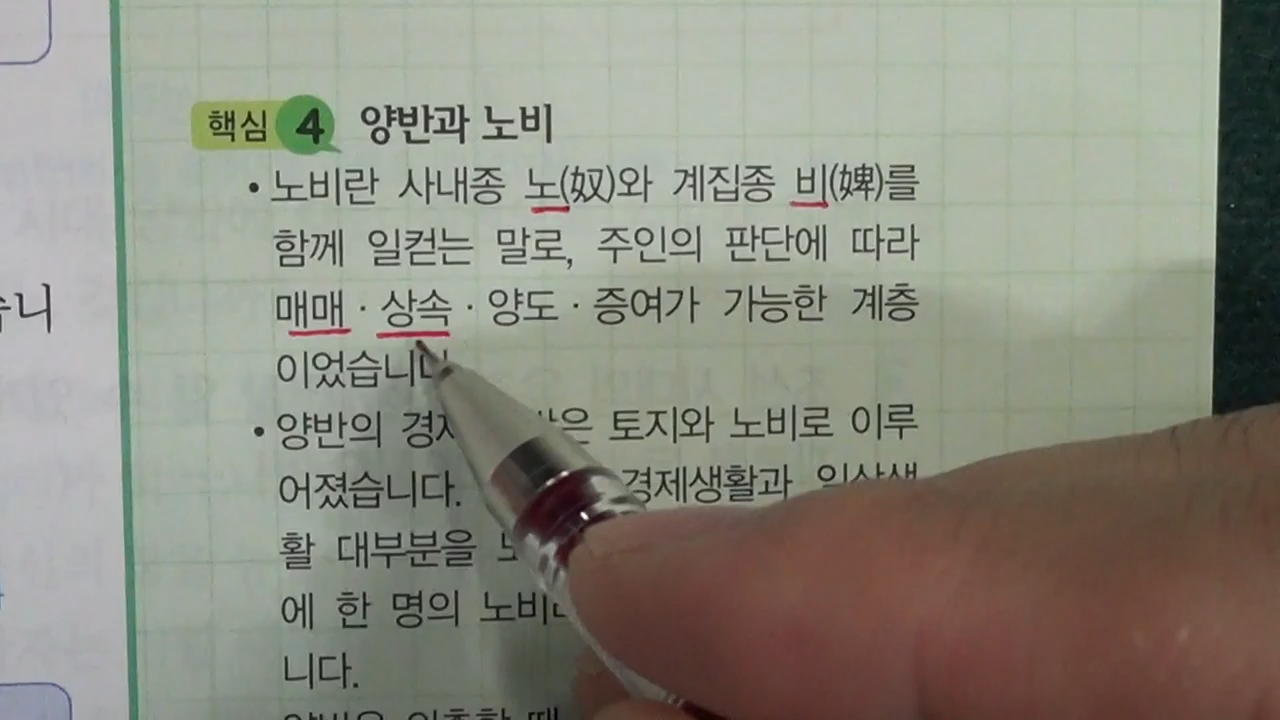 핵심 4 양반과 노비
• 노비란 사내종 노(奴)와 계집종 비(婢)를
함께 일컫는 말로, 주인의 판단에 따라
매매 · 상속 · 양도 · 증여가 가능한 계층
이었습니다
• 양반의 토지와 노비로 이루
어졌습니다. 경제생활과
활 대부분을
에 한 명의
니다.
습니